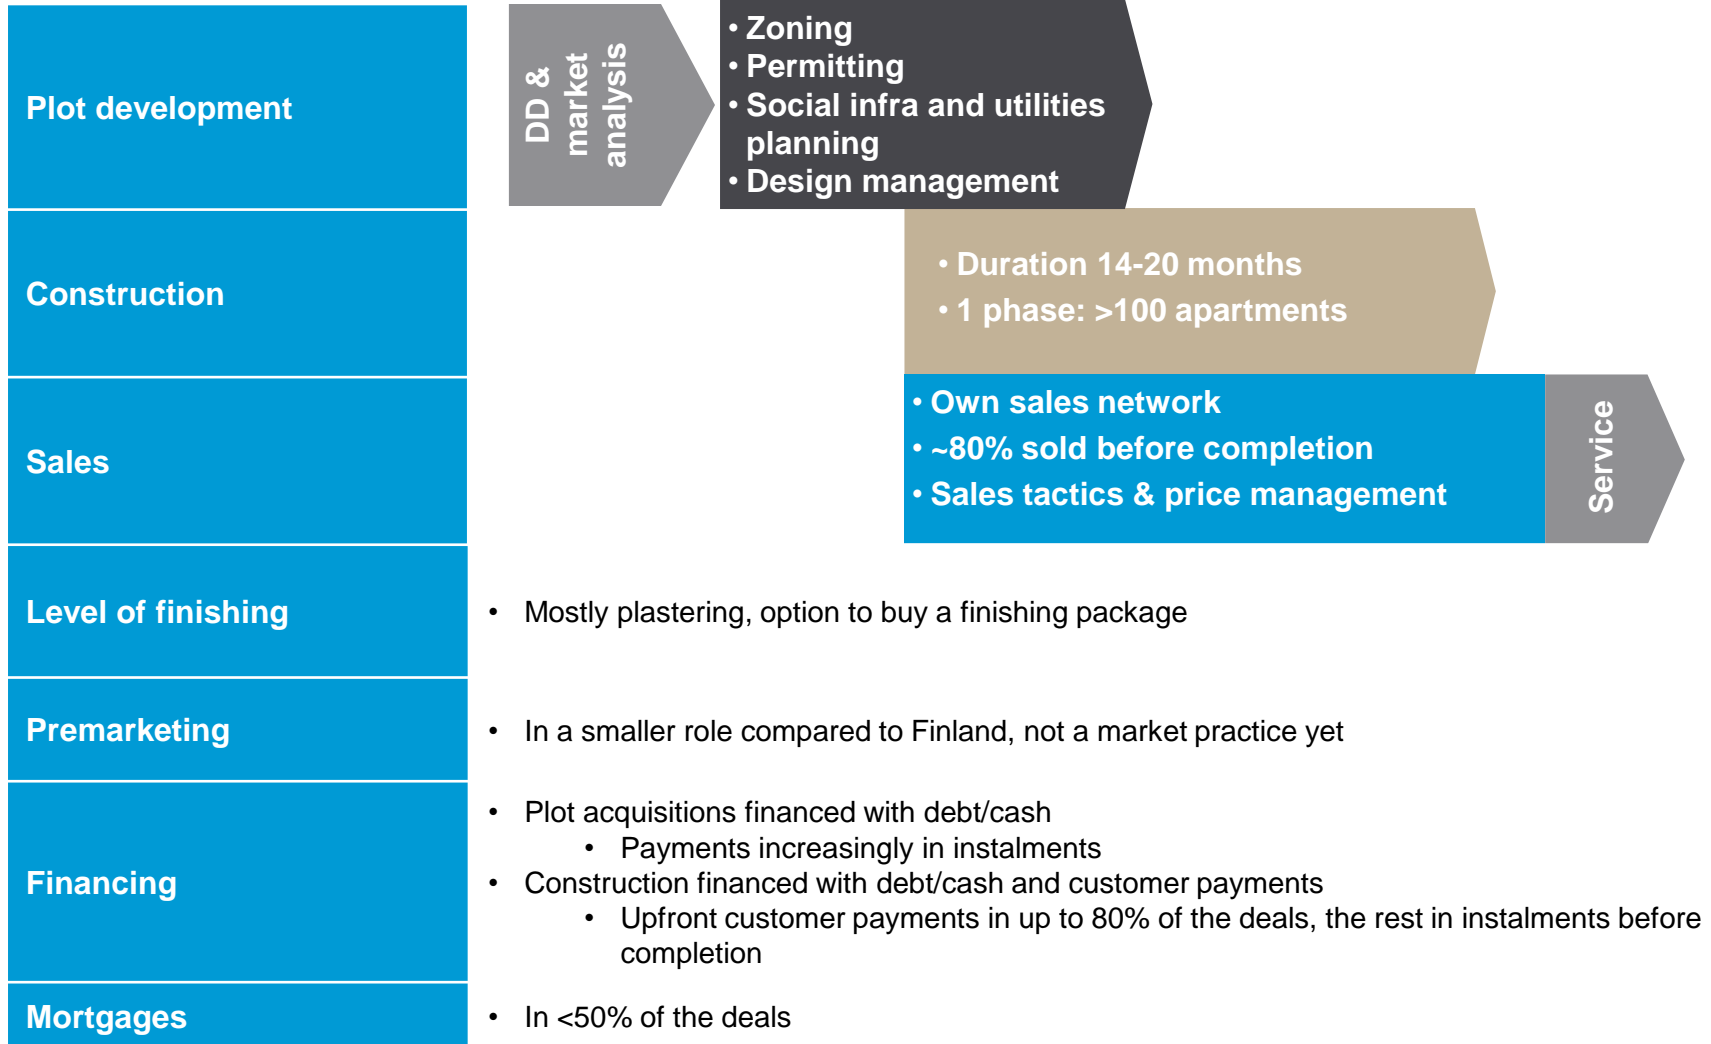 Plot development
DD &
market
analysis
• Zoning
• Permitting
• Social infra and utilities
planning
• Design management
Construction
• Duration 14-20 months
• 1 phase: >100 apartments
Sales
• Own sales network
• ~80% sold before completion
• Sales tactics & price management
Service
Level of finishing
• Mostly plastering, option to buy a finishing package
Premarketing
• In a smaller role compared to Finland, not a market practice yet
Financing
• Plot acquisitions financed with debt/cash
• Payments increasingly in instalments
• Construction financed with debt/cash and customer payments
• Upfront customer payments in up to 80% of the deals, the rest in instalments before
completion
Mortgages
• In <50% of the deals